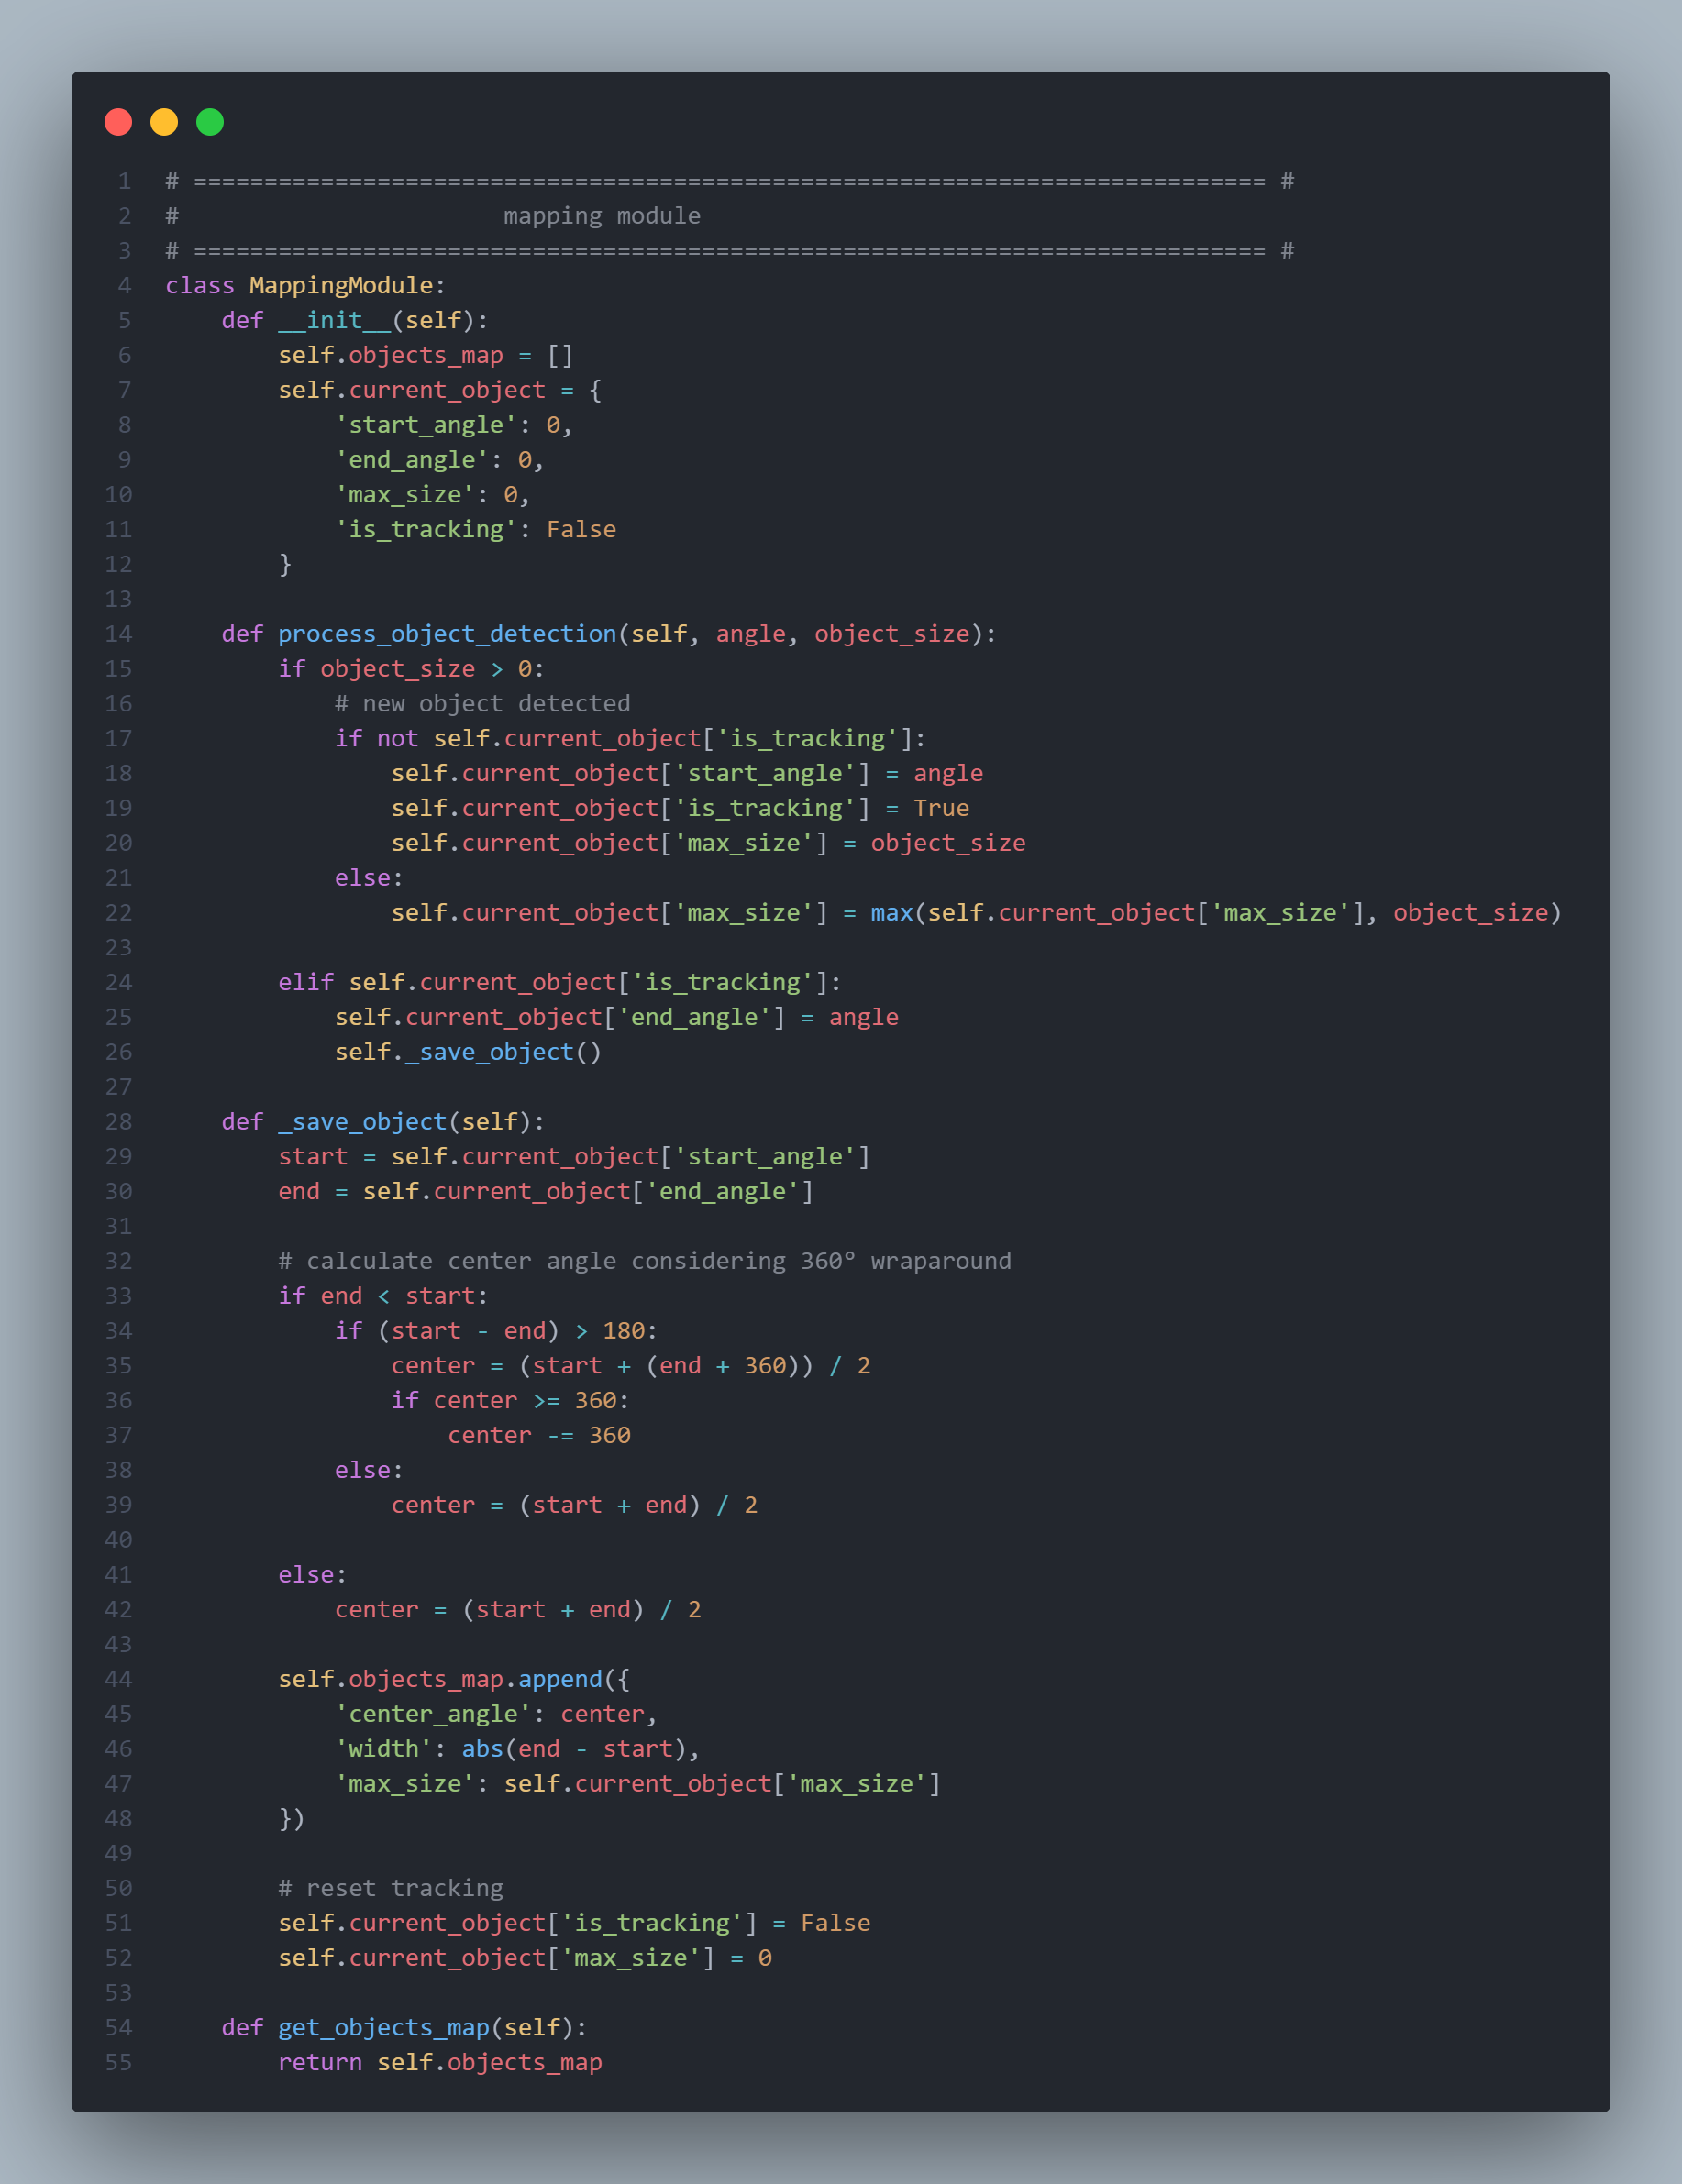 1 # ============================================================================ #
2 #                       mapping module
3 # ============================================================================ #
4 class MappingModule:
5     def __init__(self):
6         self.objects_map = []
7         self.current_object = {
8             'start_angle': 0,
9             'end_angle': 0,
10             'max_size': 0,
11             'is_tracking': False
12         }
13
14     def process_object_detection(self, angle, object_size):
15         if object_size > 0:
16             # new object detected
17             if not self.current_object['is_tracking']:
18                 self.current_object['start_angle'] = angle
19                 self.current_object['is_tracking'] = True
20                 self.current_object['max_size'] = object_size
21             else:
22                 self.current_object['max_size'] = max(self.current_object['max_size'], object_size)
23
24         elif self.current_object['is_tracking']:
25             self.current_object['end_angle'] = angle
26             self._save_object()
27
28     def _save_object(self):
29         start = self.current_object['start_angle']
30         end = self.current_object['end_angle']
31
32         # calculate center angle considering 360º wraparound
33         if end < start:
34             if (start - end) > 180:
35                 center = (start + (end + 360)) / 2
36                 if center >= 360:
37                     center -= 360
38             else:
39                 center = (start + end) / 2
40
41         else:
42             center = (start + end) / 2
43
44         self.objects_map.append({
45             'center_angle': center,
46             'width': abs(end - start),
47             'max_size': self.current_object['max_size']
48         })
49
50         # reset tracking
51         self.current_object['is_tracking'] = False
52         self.current_object['max_size'] = 0
53
54     def get_objects_map(self):
55         return self.objects_map